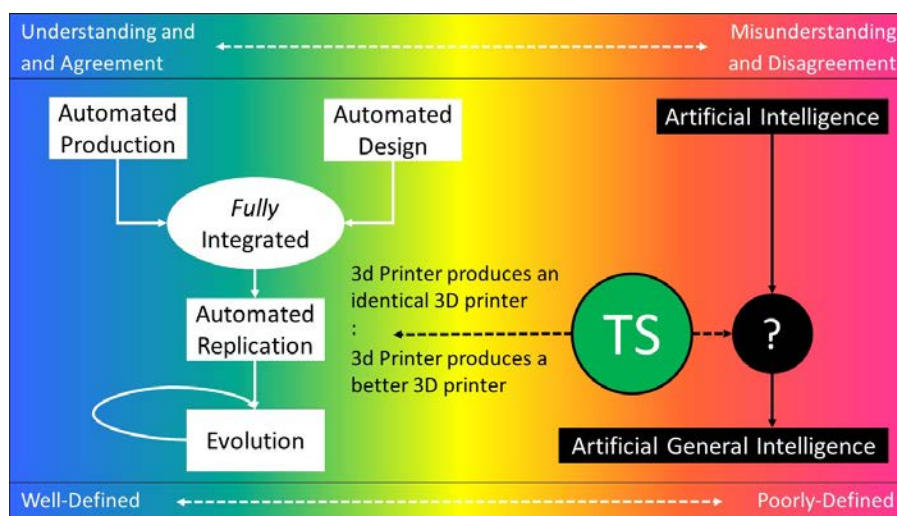 Understanding and
and Agreement
Misunderstanding
and Disagreement
Automated
Production
Automated
Design
Artificial Intelligence
Fully
Integrated
3d Printer produces an
identical 3D printer
:
3d Printer produces a
better 3D printer
TS
?
Automated
Replication
Evolution
Artificial General Intelligence
Well-Defined
Poorly-Defined